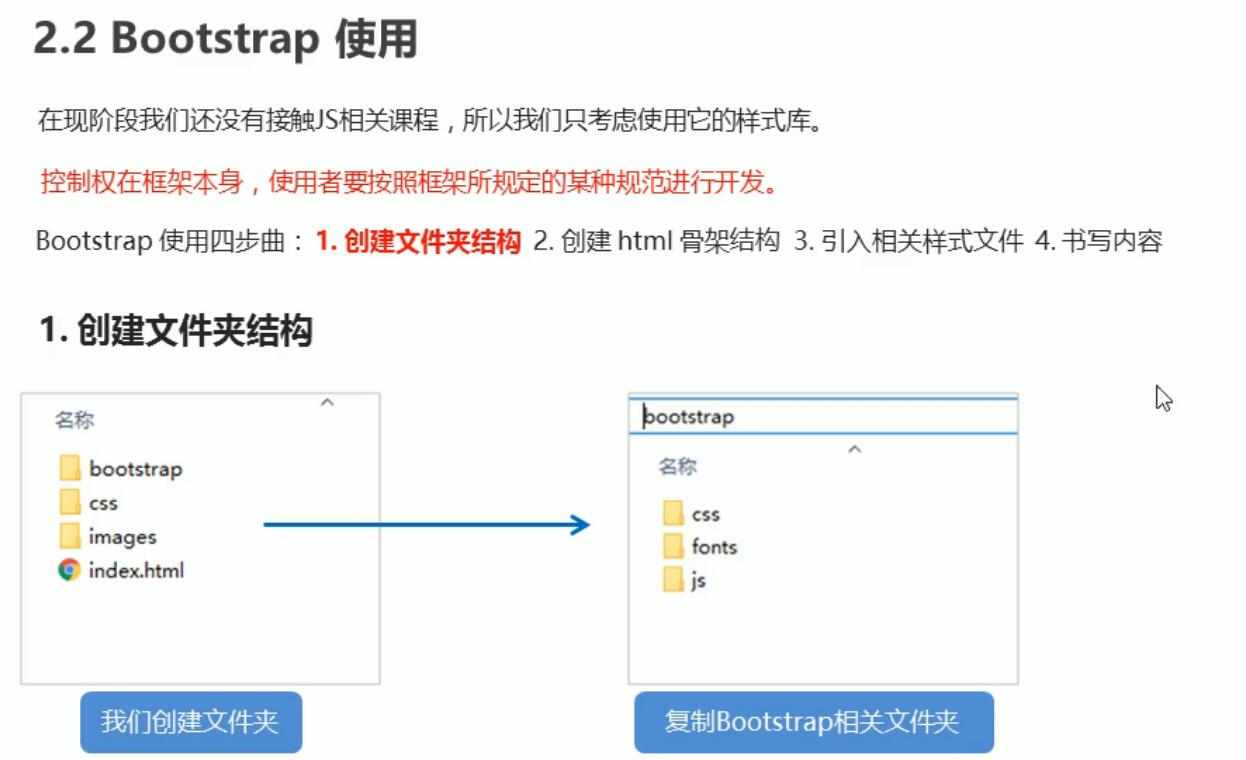 2.2 Bootstrap 使用
在现阶段我们还没有接触JS相关课程，所以我们只考虑使用它的样式库。
控制权在框架本身，使用者要按照框架所规定的某种规范进行开发。
Bootstrap 使用四步曲： 1. 创建文件夹结构 2. 创建 html 骨架结构 3. 引入相关样式文件 4. 书写内容
1. 创建文件夹结构
名称
bootstrap
css
images
index.html
我们创建文件夹
bootstrap
名称
css
fonts
js
复制Bootstrap相关文件夹